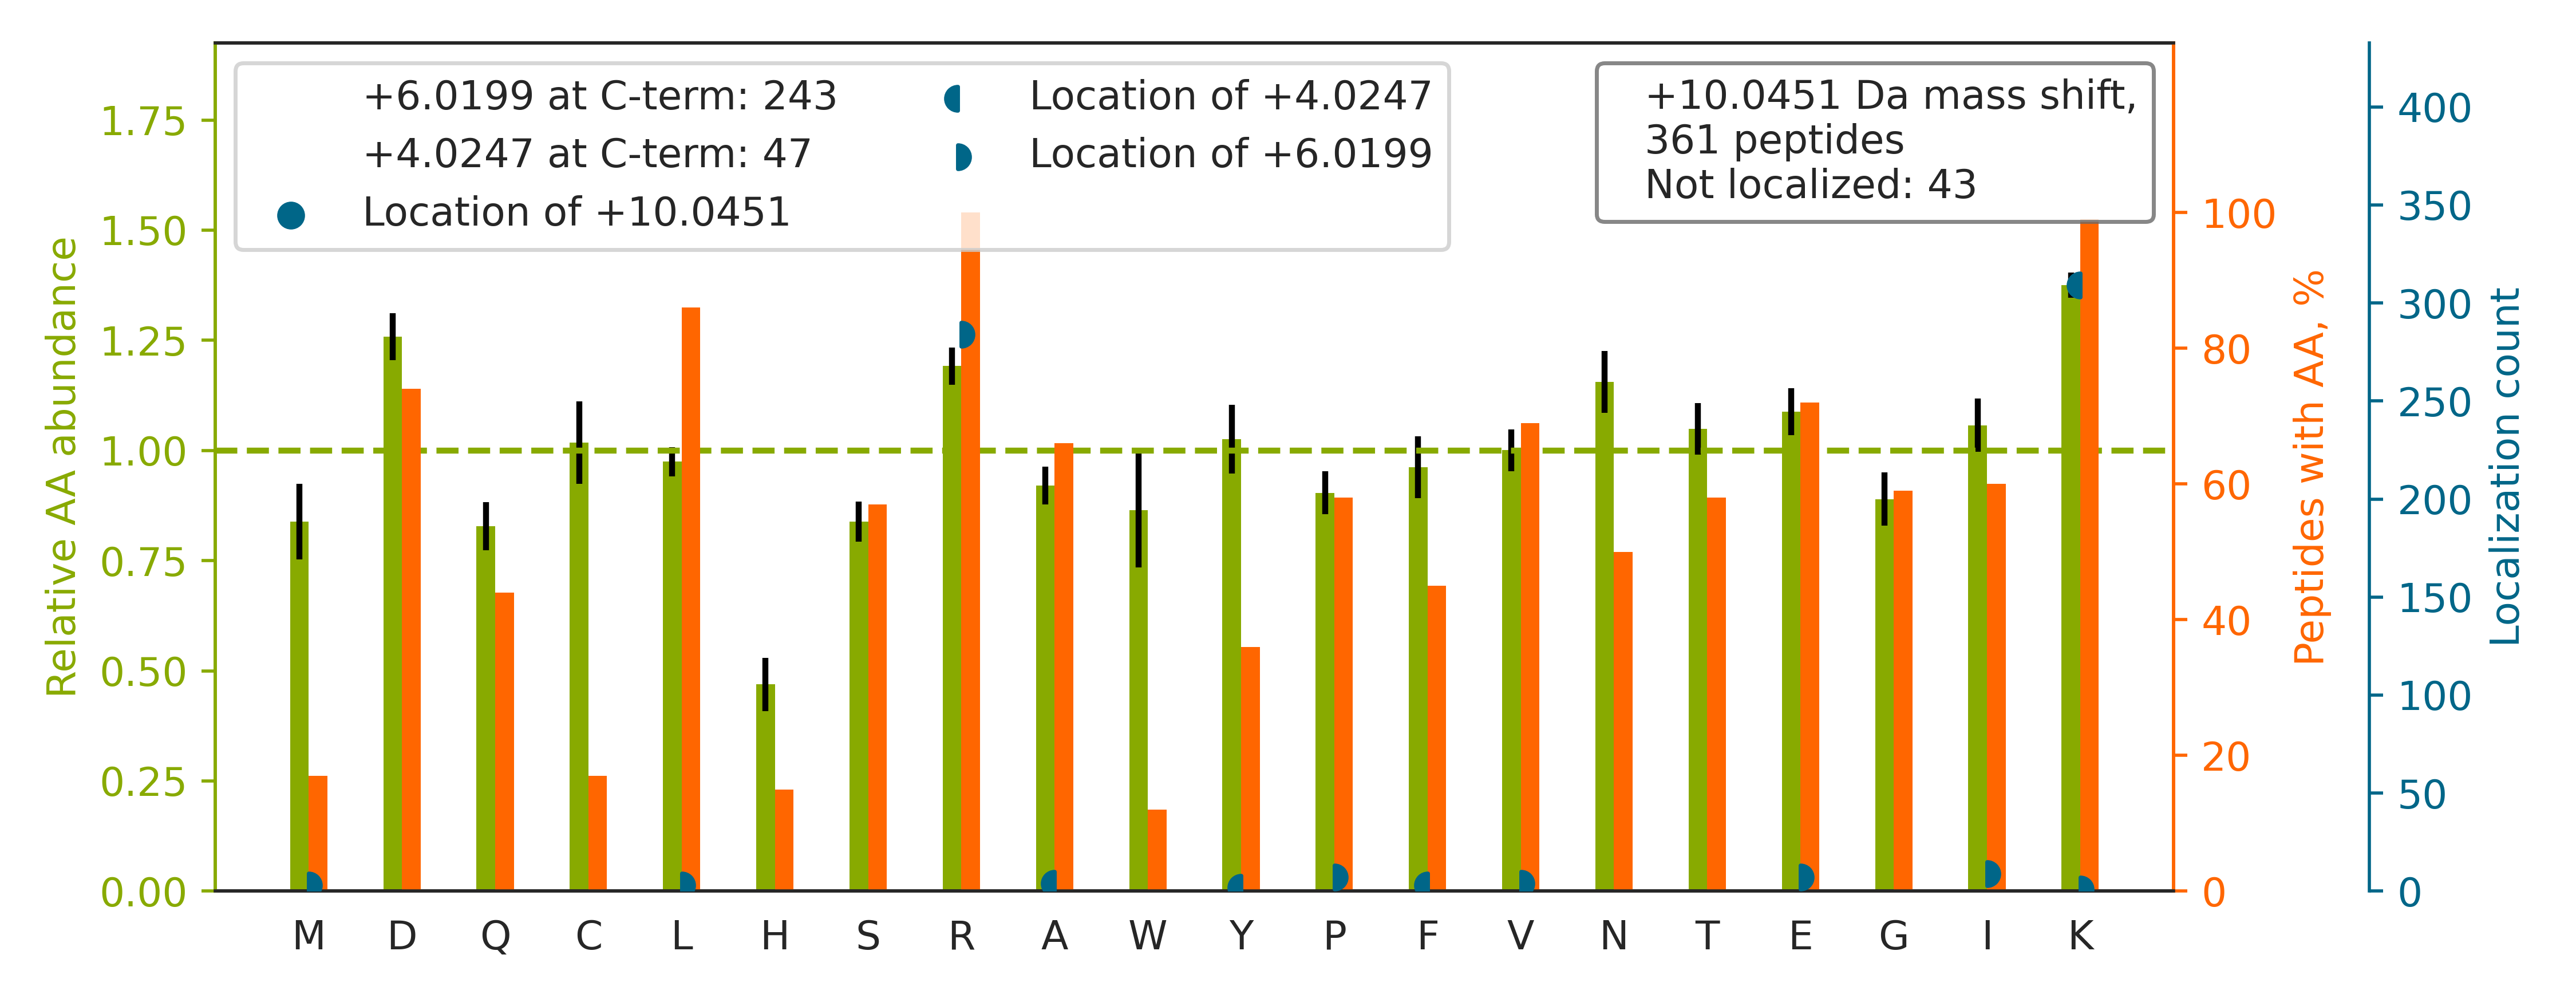 +6.0199 at C-term: 243
+4.0247 at C-term: 47
Location of +10.0451
Location of +4.0247
Location of +6.0199
+10.0451 Da mass shift,
361 peptides
Not localized: 43
Relative AA abundance
1.75
1.50
1.25
1.00
0.75
0.50
0.25
0.00
M D Q C L H S R A W Y P F V N T E G I K
100
80
60
40
20
0
Peptides with AA, %
400
350
300
250
200
150
100
50
0
Localization count